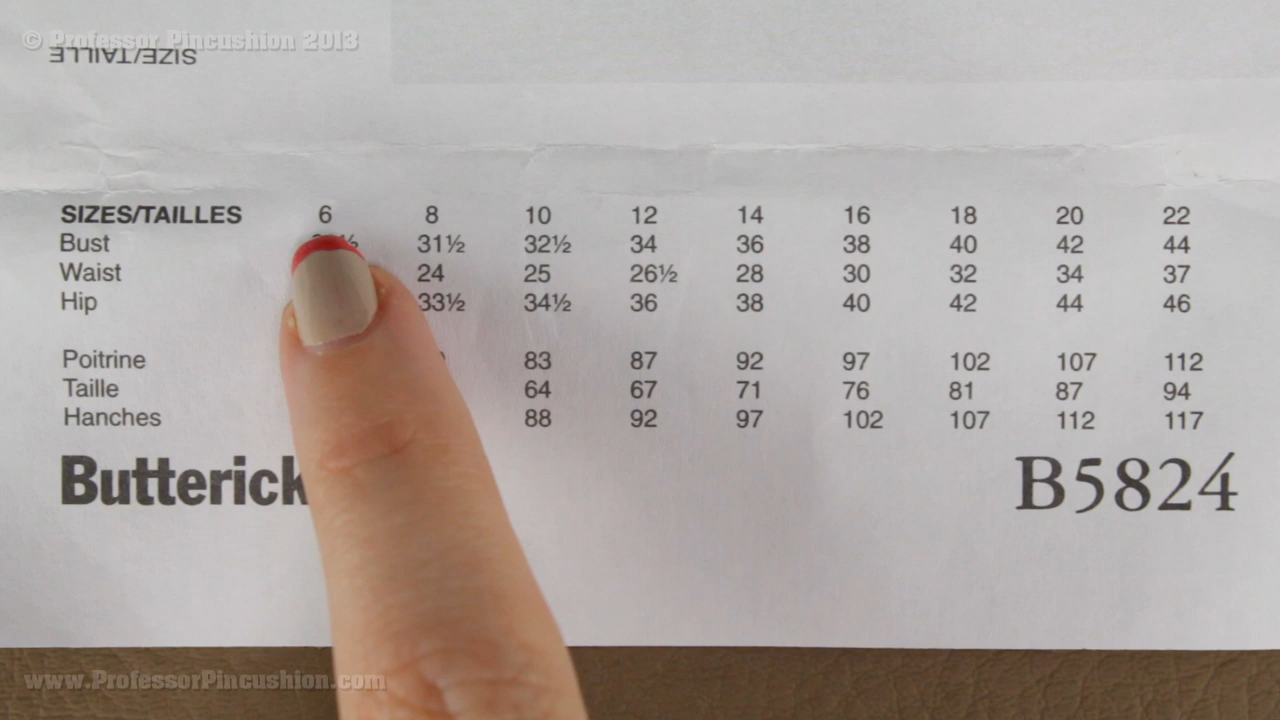 © Professor Pincushion 2013
SIZE/TAILLE
SIZES/TAILLES 6 8 10 12 14 16 18 20 22
Bust 31½ 32½ 34 36 38 40 42 44
Waist 24 25 26½ 28 30 32 34 37
Hip 33½ 34½ 36 38 40 42 44 46
Poitrine 83 87 92 97 102 107 112
Taille 64 67 71 76 81 87 94
Hanches 88 92 97 102 107 112 117
Butterick B5824
www.ProfessorPincushion.com